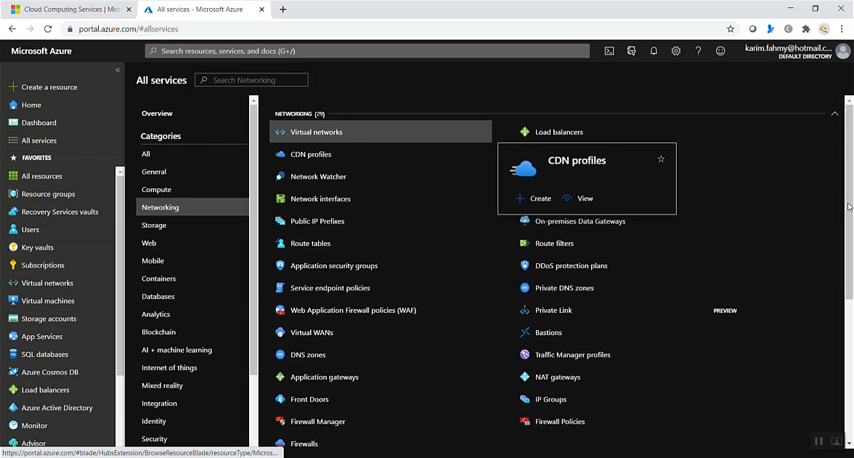 Cloud Computing Services | Micr
All services - Microsoft Azure
portal.azure.com/#allservices
Microsoft Azure
Search resources, services, and docs (G+/)
karim.fahmy@hotmail.c...
DEFAULT DIRECTORY
Create a resource
Home
Dashboard
All services
FAVORITES
All resources
Resource groups
Recovery Services vaults
Users
Key vaults
Subscriptions
Virtual networks
Virtual machines
Storage accounts
App Services
SQL databases
Azure Cosmos DB
Load balancers
Azure Active Directory
Monitor
Advisor
All services
Search Networking
Overview
Categories
All
General
Compute
Networking
Storage
Web
Mobile
Containers
Databases
Analytics
Blockchain
AI + machine learning
Internet of things
Mixed reality
Integration
Identity
Security
NETWORKING (29)
Virtual networks
CDN profiles
Network Watcher
Network interfaces
Public IP Prefixes
Route tables
Application security groups
Service endpoint policies
Web Application Firewall policies (WAF)
Virtual WANs
DNS zones
Application gateways
Front Doors
Firewall Manager
Firewalls
Load balancers
CDN profiles
Create
View
On-premises Data Gateways
Route filters
DDoS protection plans
Private DNS zones
Private Link
PREVIEW
Bastions
Traffic Manager profiles
NAT gateways
IP Groups
Firewall Policies
https://portal.azure.com/#blade/HubsExtension/BrowseResourceBlade/resourceType/Micros...